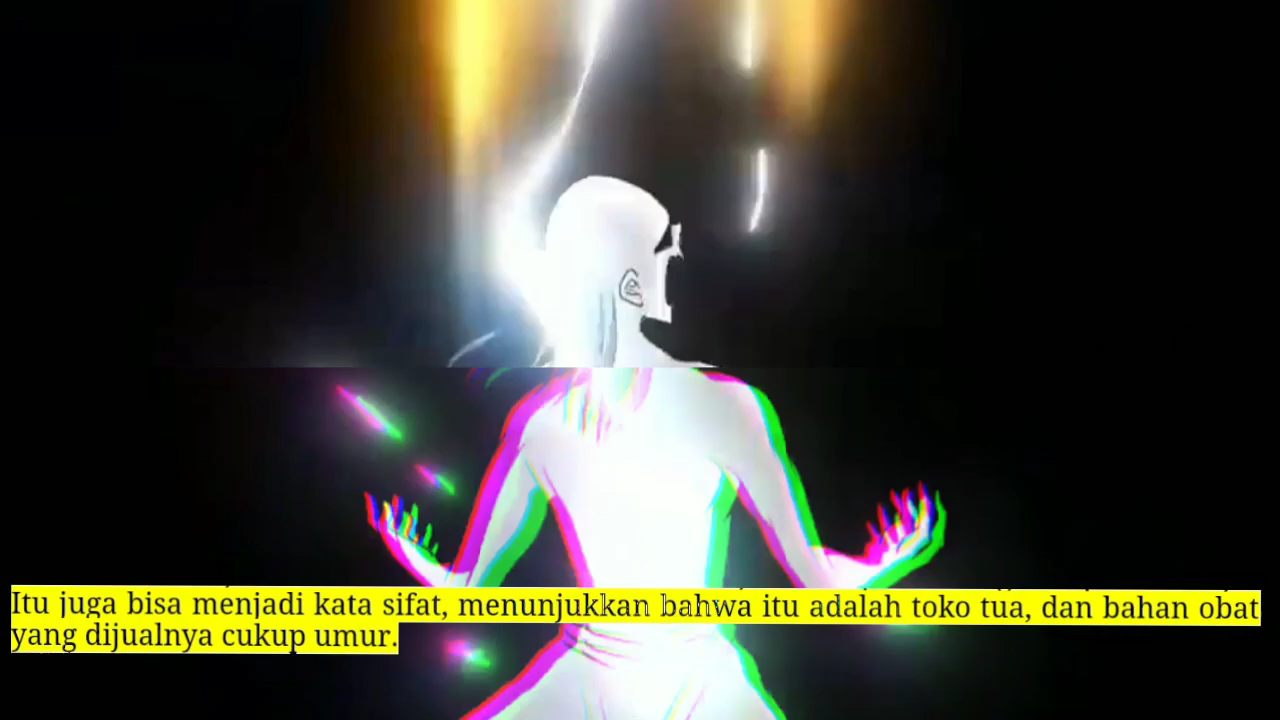 Itu juga bisa menjadi kata sifat, menunjukkan bahwa itu adalah toko tua, dan bahan obat
yang dijualnya cukup umur.